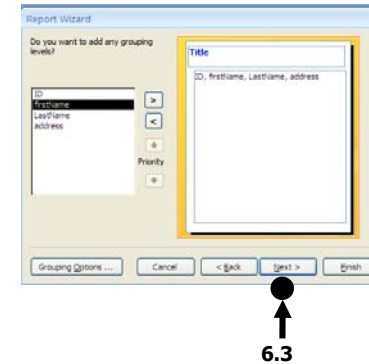 Report Wizard
Do you want to add any grouping
levels?
ID
firstName
LastName
address
>
<
Priority
Title
ID, firstName, LastName, address
Grouping Options ...
Cancel
< Back
Next >
Finish
6.3